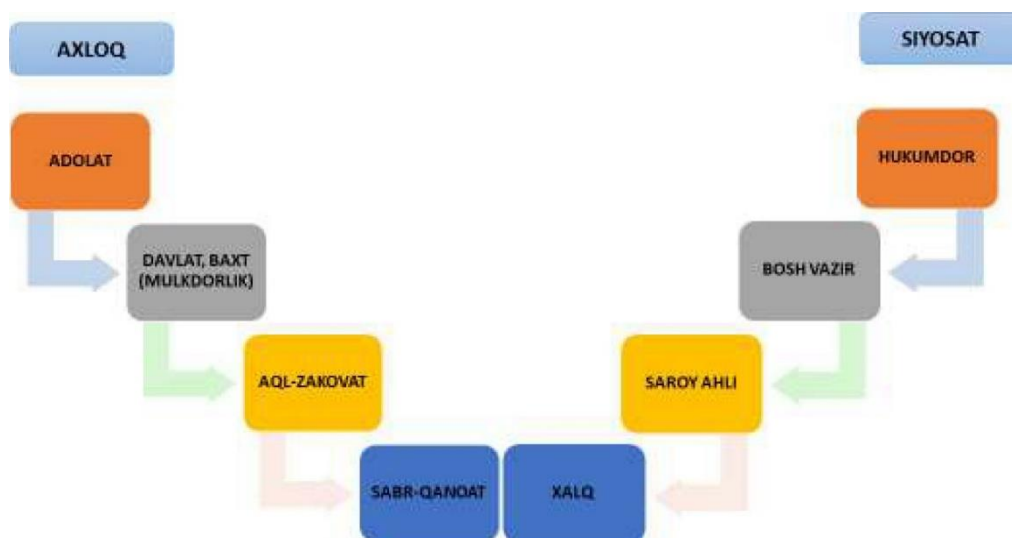 AXLOQ
SIYOSAT
ADOLAT
HUKUMDOR
DAVLAT, BAXT
(MULKDORLIK)
BOSH VAZIR
AQL-ZAKOVAT
SAROY AHLI
SABR-QANOAT
XALQ